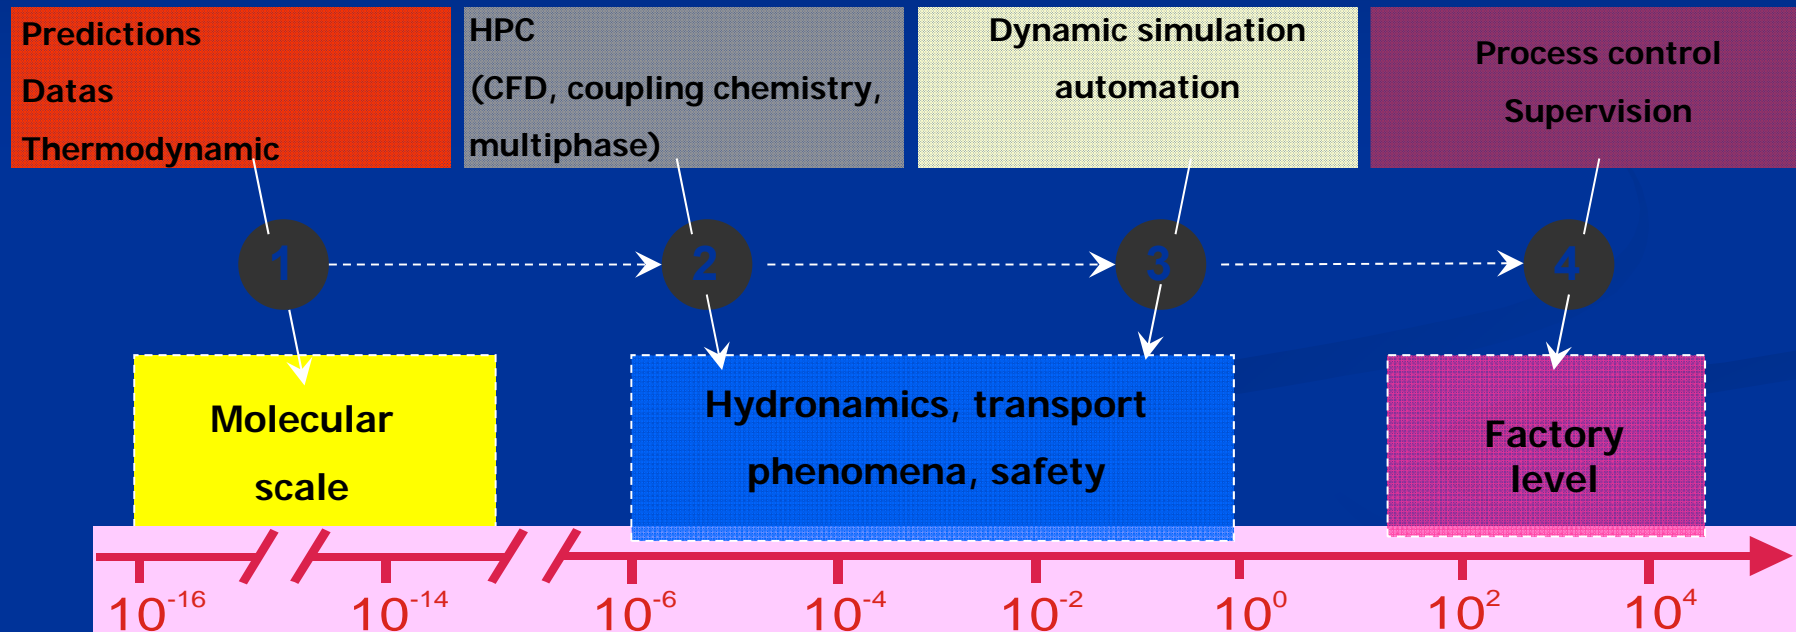 Predictions
Datas
Thermodynamic
HPC
(CFD, coupling chemistry,
multiphase)
Dynamic simulation
automation
Process control
Supervision
1
2
3
4
Molecular
scale
Hydronamics, transport
phenomena, safety
Factory
level
10-16
10-14
10-6
10-4
10-2
100
102
104